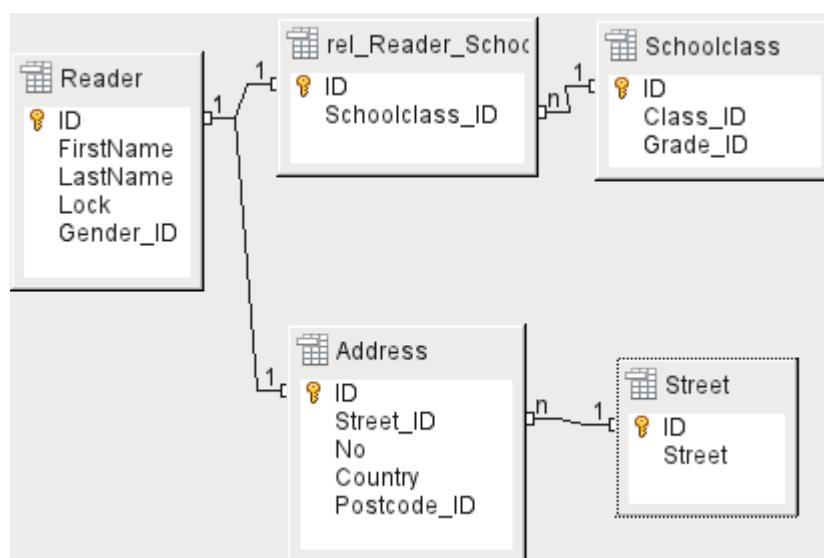 Reader
ID
FirstName
LastName
Lock
Gender_ID
1
1
rel_Reader_Schoo
ID
Schoolclass_ID
n
1
Schoolclass
ID
Class_ID
Grade_ID
1
Address
ID
Street_ID
No
Country
Postcode_ID
n
1
Street
ID
Street